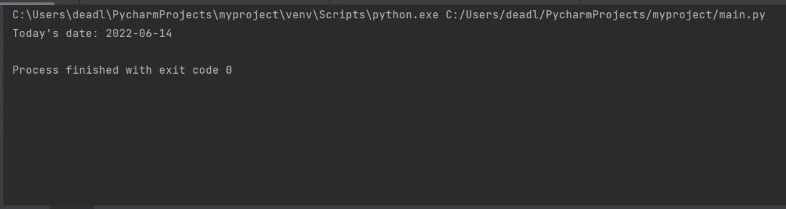 C:\Users\deadl\PycharmProjects\myproject\venv\Scripts\python.exe C:/Users/deadl/PycharmProjects/myproject/main.py
Today's date: 2022-06-14
Process finished with exit code 0